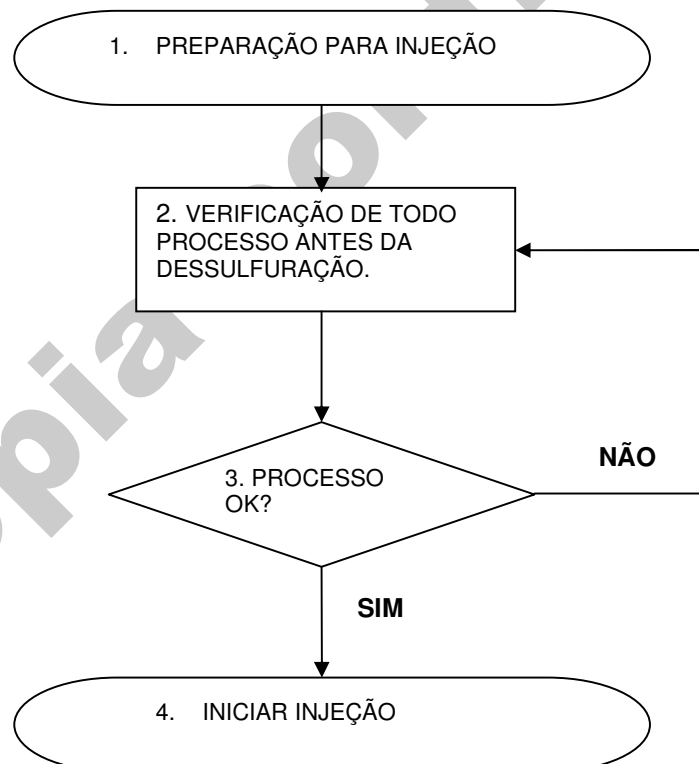 1. PREPARAÇÃO PARA INJEÇÃO
2. VERIFICAÇÃO DE TODO
PROCESSO ANTES DA
DESSULFURAÇÃO.
3. PROCESSO
OK?
NÃO
SIM
4. INICIAR INJEÇÃO